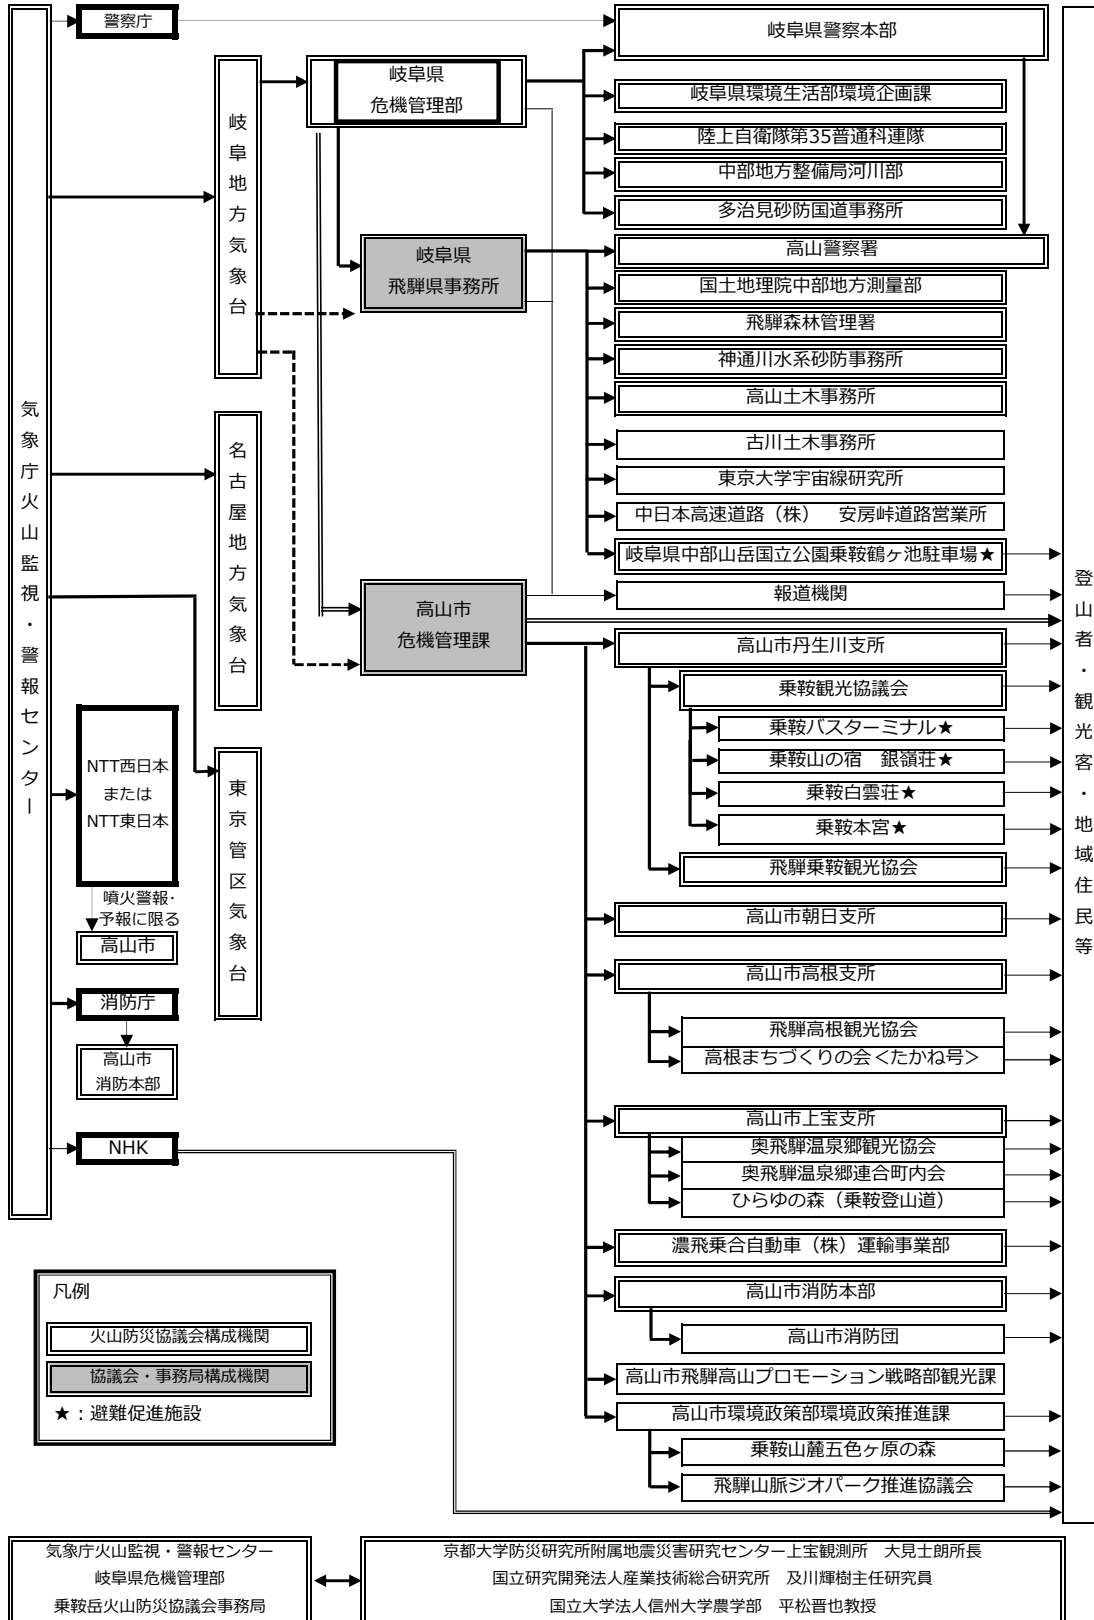 気象庁火山監視・警報センター
警察庁
岐阜地方気象台
名古屋地方気象台
東京管区気象台
NTT西日本
または
NTT東日本
噴火警報・
予報に限る
高山市
消防庁
高山市
消防本部
NHK
岐阜県
危機管理部
岐阜県
飛騨県事務所
高山市
危機管理課
岐阜県警察本部
岐阜県環境生活部環境企画課
陸上自衛隊第35普通科連隊
中部地方整備局河川部
多治見砂防国道事務所
高山警察署
国土地理院中部地方測量部
飛騨森林管理署
神通川水系砂防事務所
高山土木事務所
古川土木事務所
東京大学宇宙線研究所
中日本高速道路（株）　安房峠道路営業所
岐阜県中部山岳国立公園乗鞍鶴ヶ池駐車場★
報道機関
高山市丹生川支所
乗鞍観光協議会
乗鞍バスターミナル★
乗鞍山の宿　銀嶺荘★
乗鞍白雲荘★
乗鞍本宮★
飛騨乗鞍観光協会
高山市朝日支所
高山市高根支所
飛騨高根観光協会
高根まちづくりの会＜たかね号＞
高山市上宝支所
奥飛騨温泉郷観光協会
奥飛騨温泉郷連合町内会
ひらゆの森（乗鞍登山道）
濃飛乗合自動車（株）運輸事業部
高山市消防本部
高山市消防団
高山市飛騨高山プロモーション戦略部観光課
高山市環境政策部環境政策推進課
乗鞍山麓五色ヶ原の森
飛騨山脈ジオパーク推進協議会
登山者・観光客・地域住民等
凡例
火山防災協議会構成機関
協議会・事務局構成機関
★：避難促進施設
気象庁火山監視・警報センター
岐阜県危機管理部
乗鞍岳火山防災協議会事務局
京都大学防災研究所附属地震災害研究センター上宝観測所　大見士朗所長
国立研究開発法人産業技術総合研究所　及川輝樹主任研究員
国立大学法人信州大学農学部　平松晋也教授